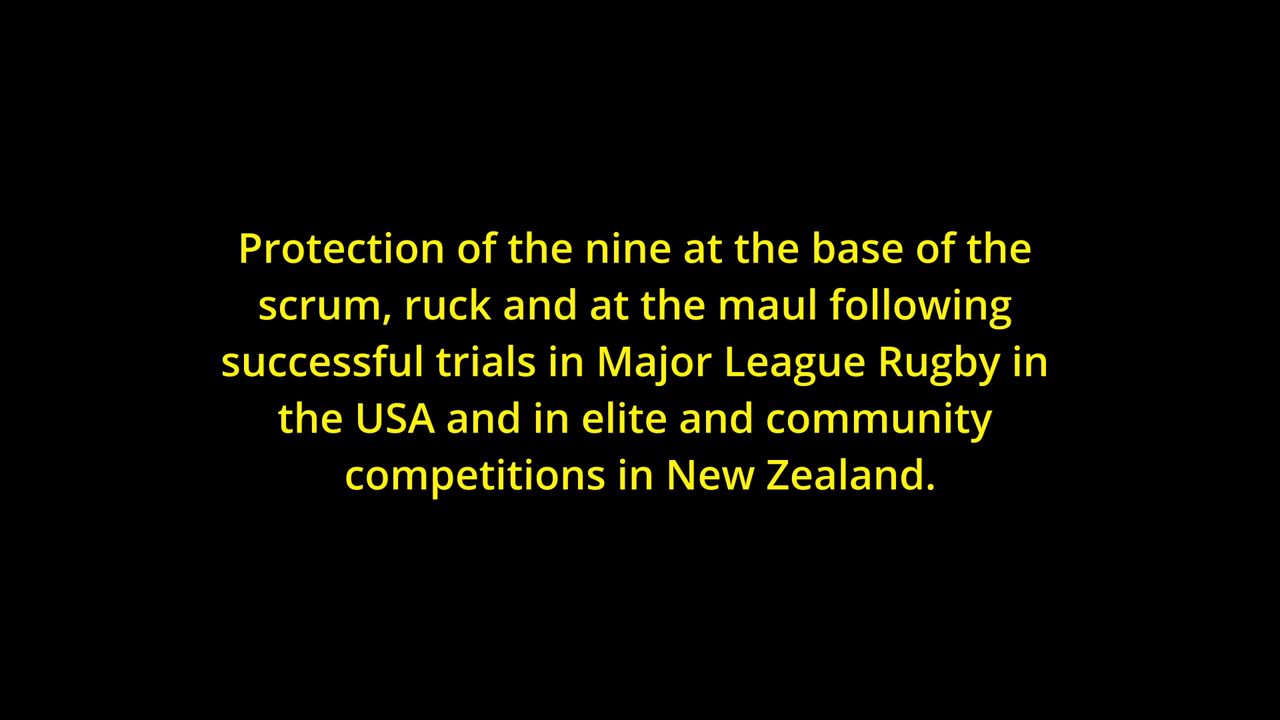 Protection of the nine at the base of the
scrum, ruck and at the maul following
successful trials in Major League Rugby in
the USA and in elite and community
competitions in New Zealand.